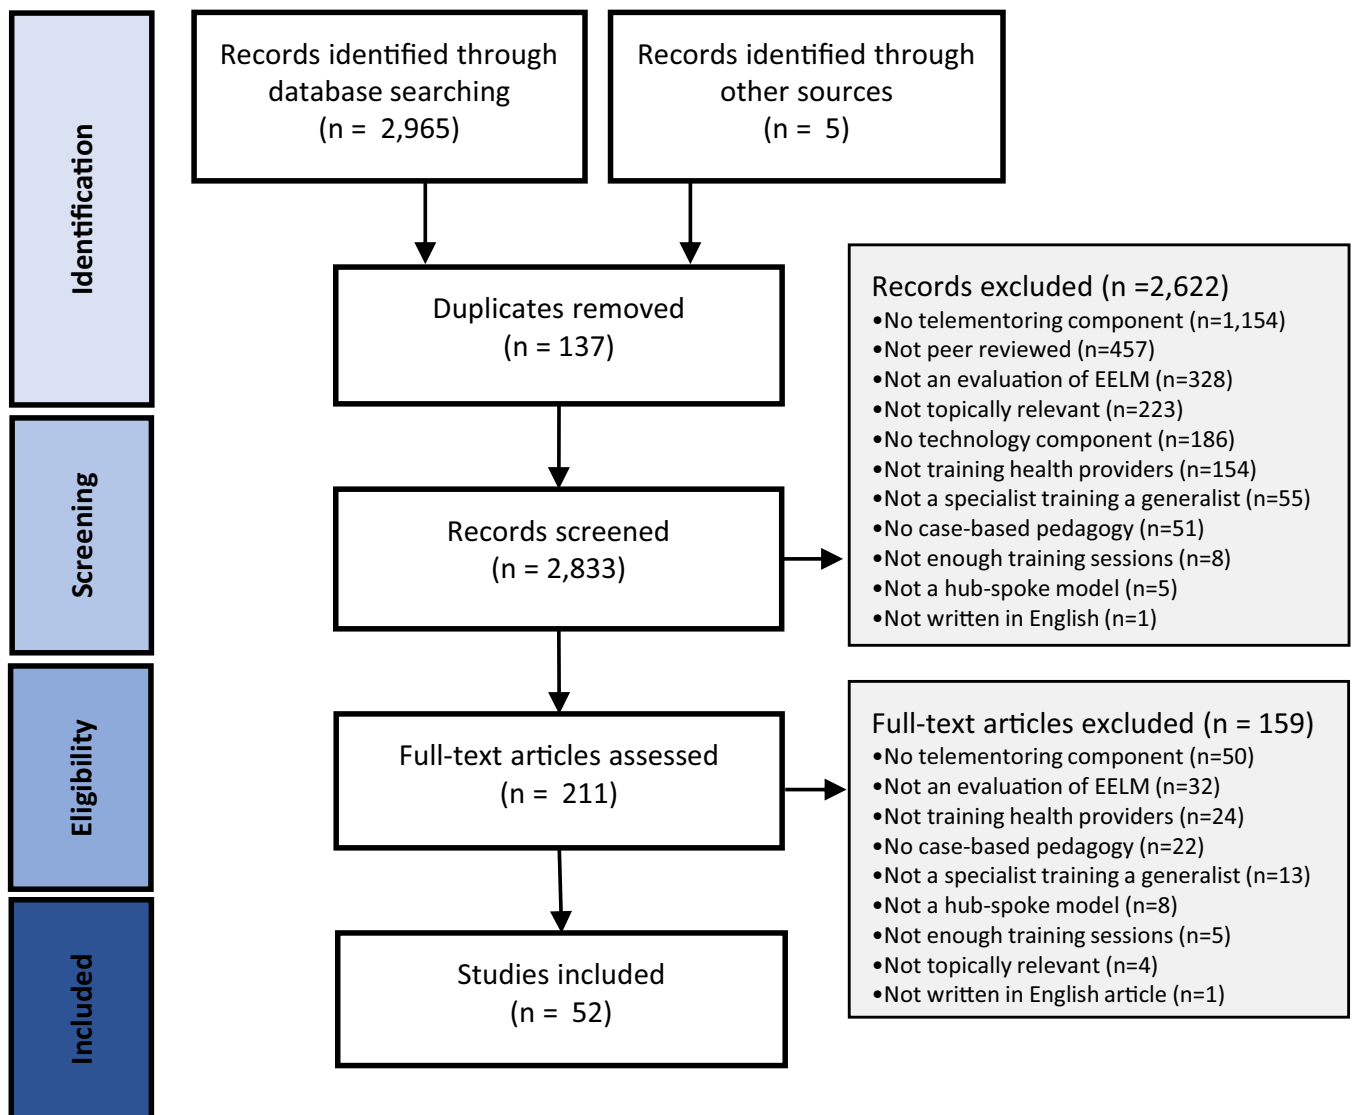 Identification
Records identified through
database searching
(n =  2,965)
Records identified through
other sources
(n =  5)
Duplicates removed
(n = 137)
Records excluded (n =2,622)
•No telementoring component (n=1,154)
•Not peer reviewed (n=457)
•Not an evaluation of EELM (n=328)
•Not topically relevant (n=223)
•No technology component (n=186)
•Not training health providers (n=154)
•Not a specialist training a generalist (n=55)
•No case-based pedagogy (n=51)
•Not enough training sessions (n=8)
•Not a hub-spoke model (n=5)
•Not written in English (n=1)
Screening
Records screened
(n = 2,833)
Eligibility
Full-text articles assessed
(n =  211)
Full-text articles excluded (n = 159)
•No telementoring component (n=50)
•Not an evaluation of EELM (n=32)
•Not training health providers (n=24)
•No case-based pedagogy (n=22)
•Not a specialist training a generalist (n=13)
•Not a hub-spoke model (n=8)
•Not enough training sessions (n=5)
•Not topically relevant (n=4)
•Not written in English article (n=1)
Included
Studies included
(n =  52)